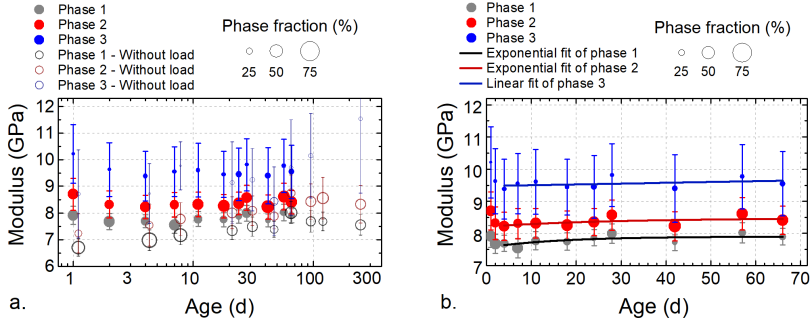 Phase 1
Phase 2
Phase 3
Phase 1 - Without load
Phase 2 - Without load
Phase 3 - Without load
Phase fraction (%)
25 50 75
Modulus (GPa)
12
11
10
9
8
7
6
1 2 3 10 20 30 100 300
Age (d)
a.
Phase 1
Phase 2
Phase 3
Exponential fit of phase 1
Exponential fit of phase 2
Linear fit of phase 3
Phase fraction (%)
25 50 75
Modulus (GPa)
12
11
10
9
8
7
0 10 20 30 40 50 60 70
Age (d)
b.